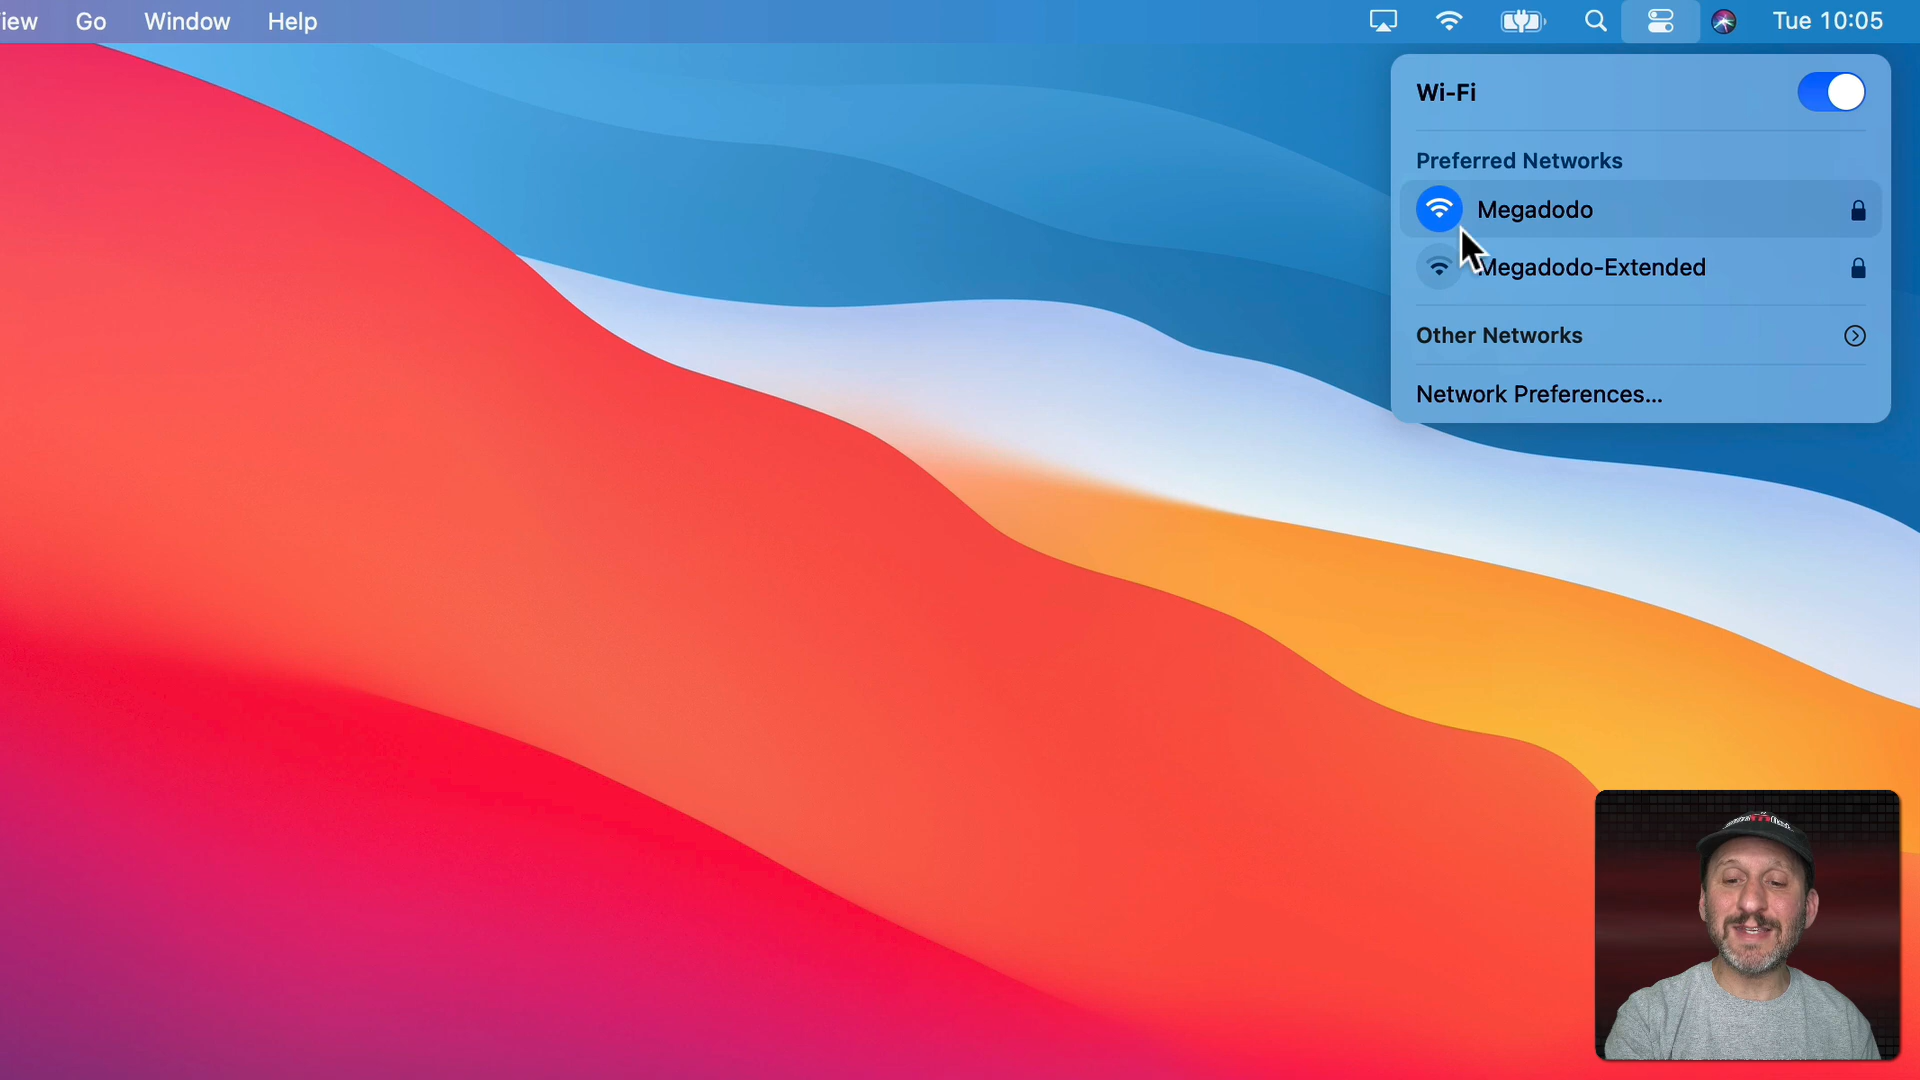 iew Go Window Help Tue 10:05
Wi-Fi
Preferred Networks
Megadodo
Megadodo-Extended
Other Networks
Network Preferences...